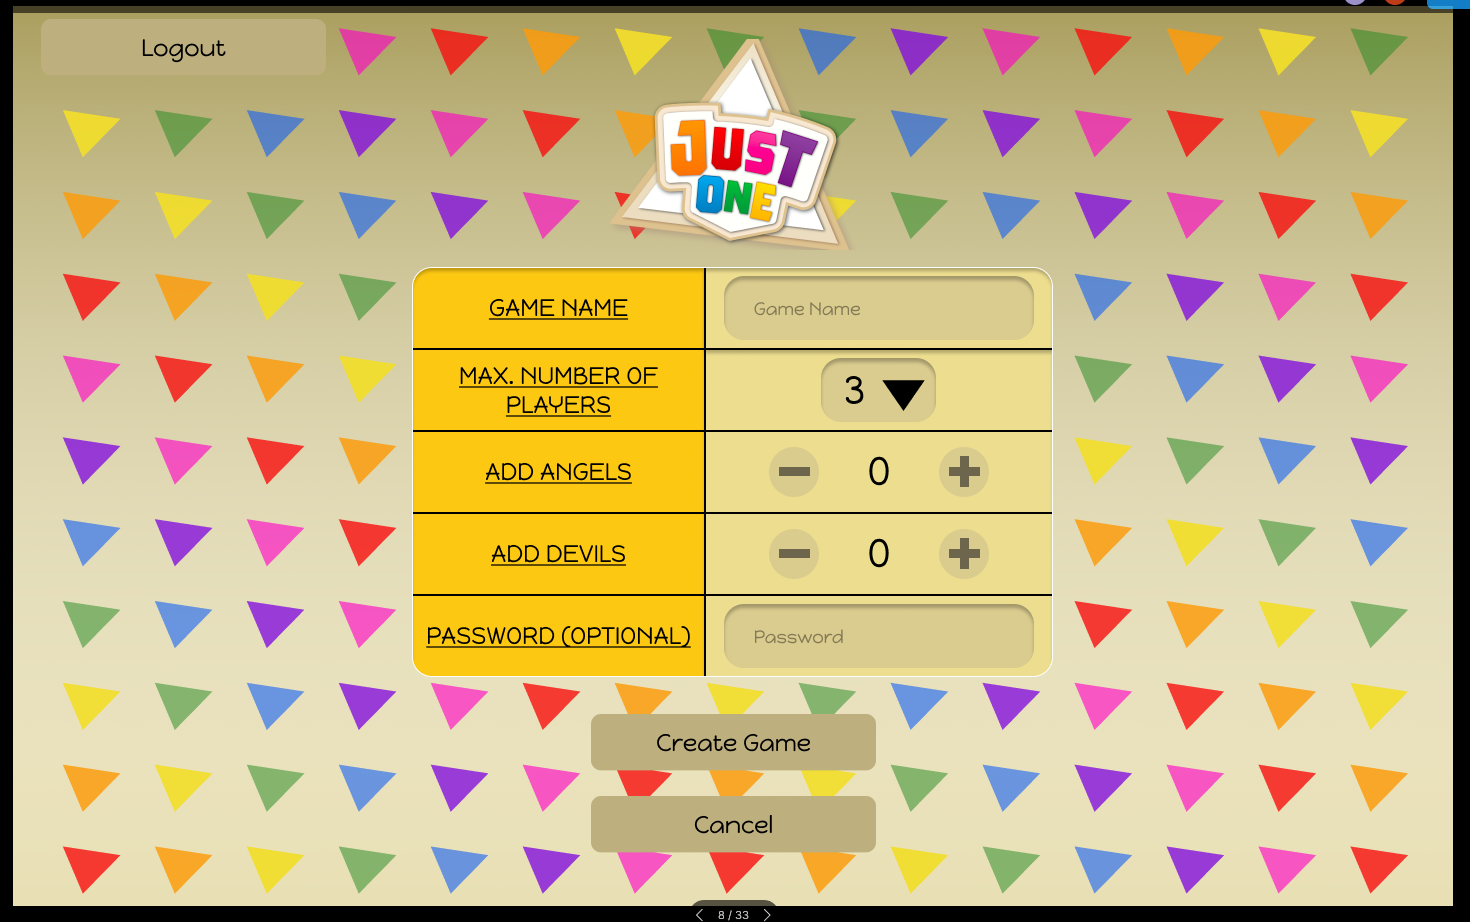 Logout
JUST
ONE
GAME NAME
Game Name
MAX. NUMBER OF
PLAYERS
3
ADD ANGELS
0
ADD DEVILS
0
PASSWORD (OPTIONAL)
Password
Create Game
Cancel
8 / 33